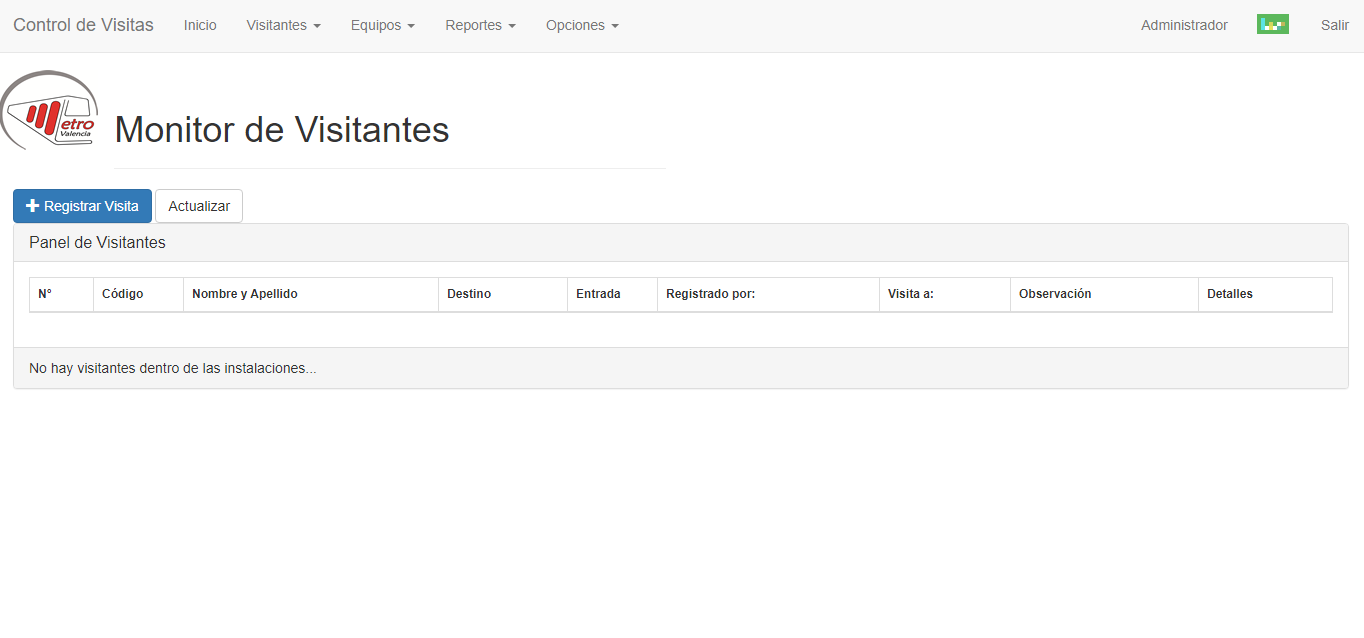 Control de Visitas Inicio Visitantes Equipos Reportes Opciones Administrador Salir
etro
Valencia
Monitor de Visitantes
Registrar Visita Actualizar
Panel de Visitantes
N° Código Nombre y Apellido Destino Entrada Registrado por: Visita a: Observación Detalles
No hay visitantes dentro de las instalaciones...